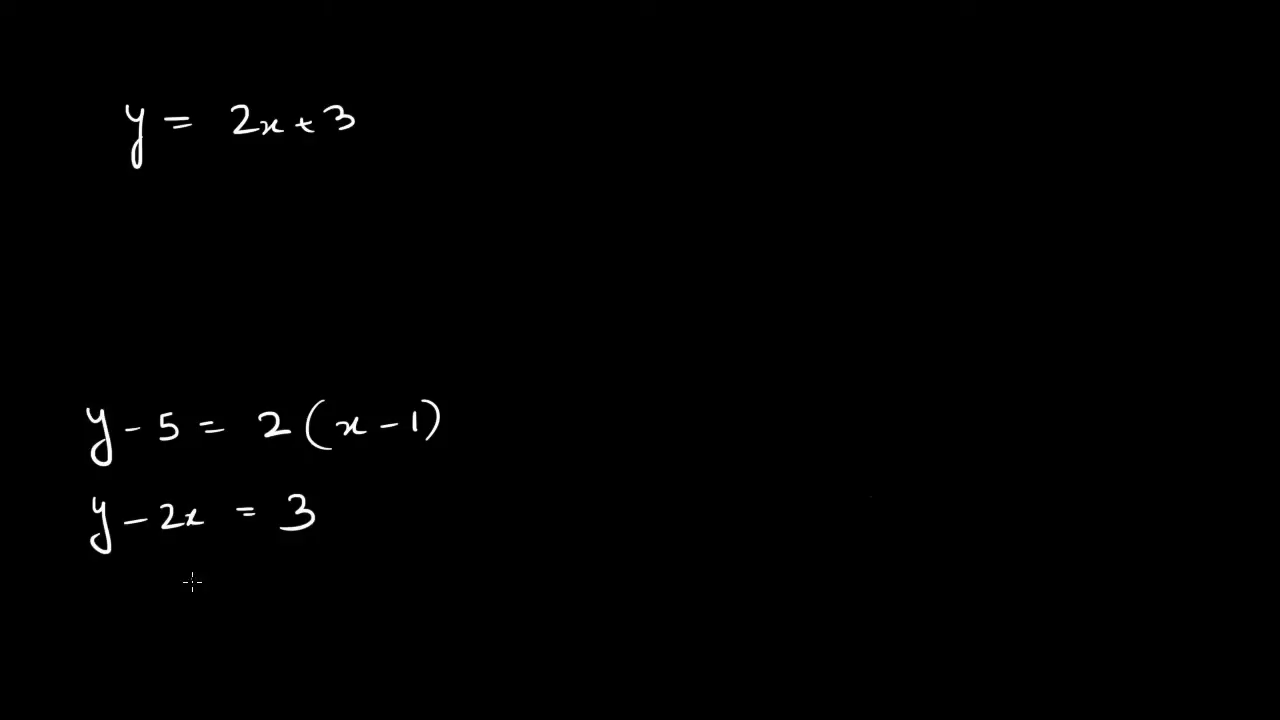 y = 2x + 3
y - 5 = 2(x - 1)
y - 2x = 3